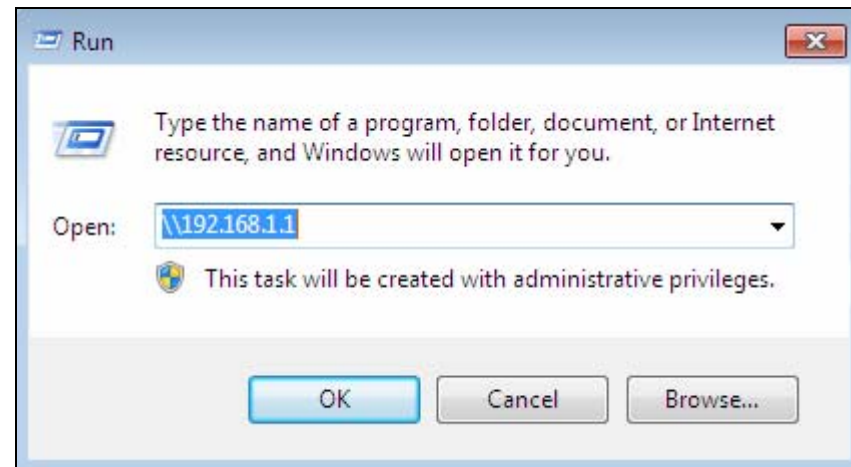 Run
Type the name of a program, folder, document, or Internet
resource, and Windows will open it for you.
Open: \\192.168.1.1
This task will be created with administrative privileges.
OK Cancel Browse...